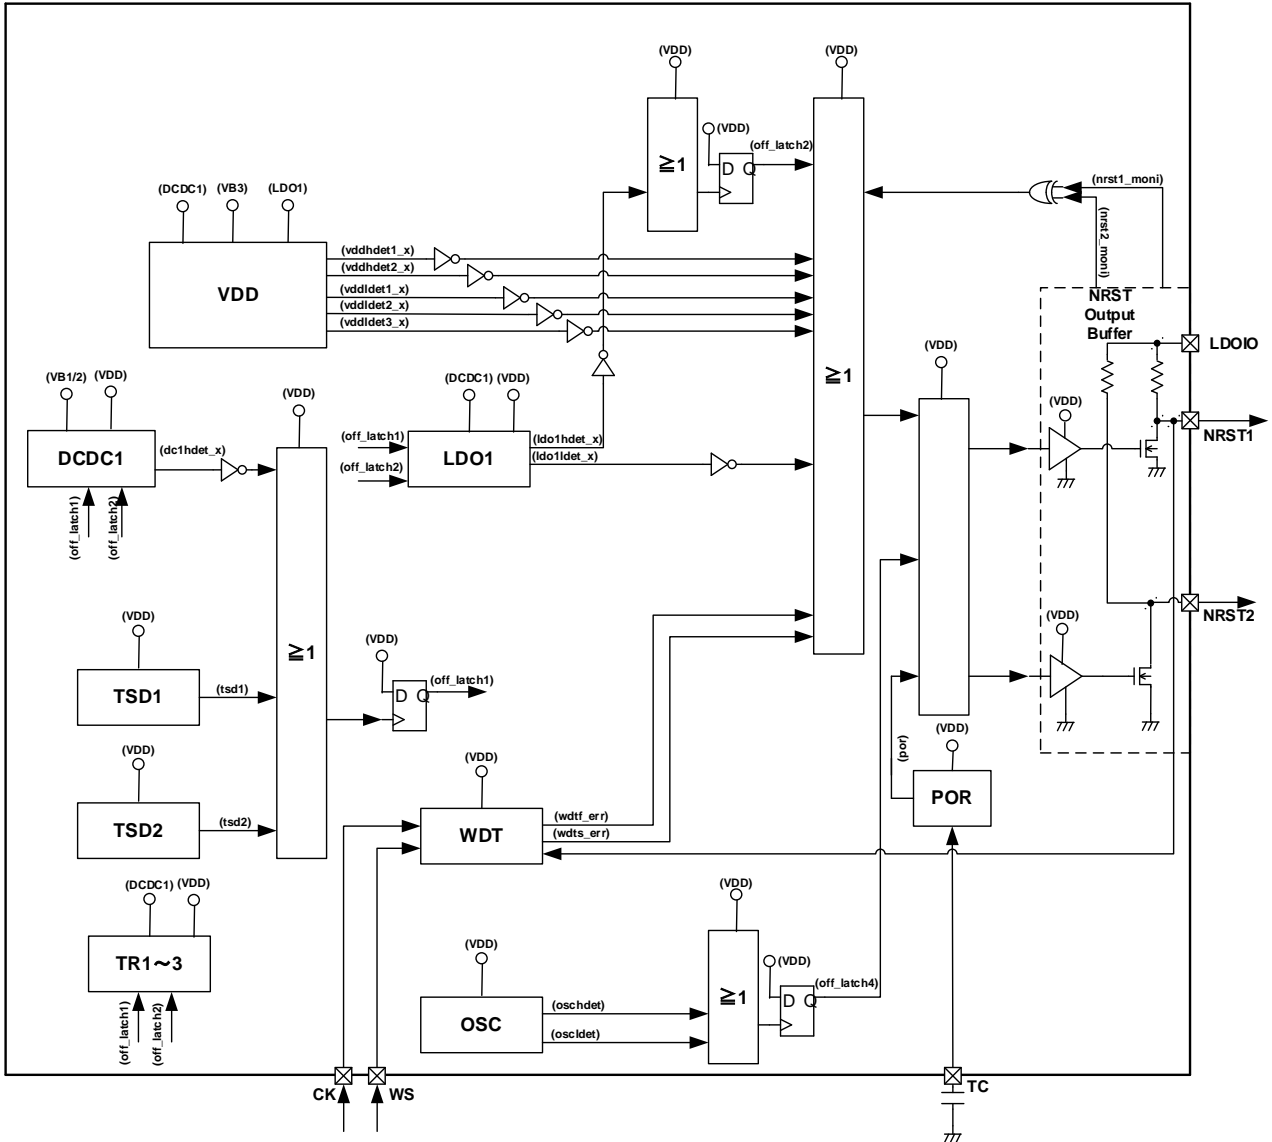 (VDD)
(VDD)
≧1
(VDD)
D Q
(off_latch2)
(nrst1_moni)
(nrst2_moni)
(DCDC1)
(VB3)
(LDO1)
VDD
(vddhdet1_x)
(vddhdet2_x)
(vddldet1_x)
(vddldet2_x)
(vddldet3_x)
≧1
NRST
Output
Buffer
LDOIO
(VDD)
(VB1/2)
(VDD)
DCDC1
(dc1hdet_x)
(off_latch1)
(off_latch2)
(VDD)
≧1
(DCDC1)
(VDD)
(off_latch1)
(off_latch2)
LDO1
(ldo1hdet_x)
(ldo1ldet_x)
(VDD)
NRST1
(VDD)
NRST2
(VDD)
TSD1
(tsd1)
(VDD)
D Q
(off_latch1)
(VDD)
TSD2
(tsd2)
(VDD)
WDT
(wdtf_err)
(wdts_err)
(por)
(VDD)
POR
(DCDC1)
(VDD)
TR1～3
(off_latch1)
(off_latch2)
(VDD)
OSC
(oschdet)
(oscldet)
(VDD)
≧1
(VDD)
D Q
(off_latch4)
CK
WS
TC